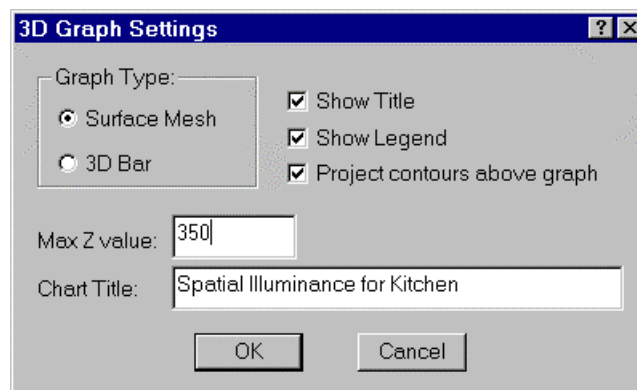 3D Graph Settings
Graph Type:
Surface Mesh
3D Bar
Show Title
Show Legend
Project contours above graph
Max Z value: 350
Chart Title: Spatial Illuminance for Kitchen
OK Cancel